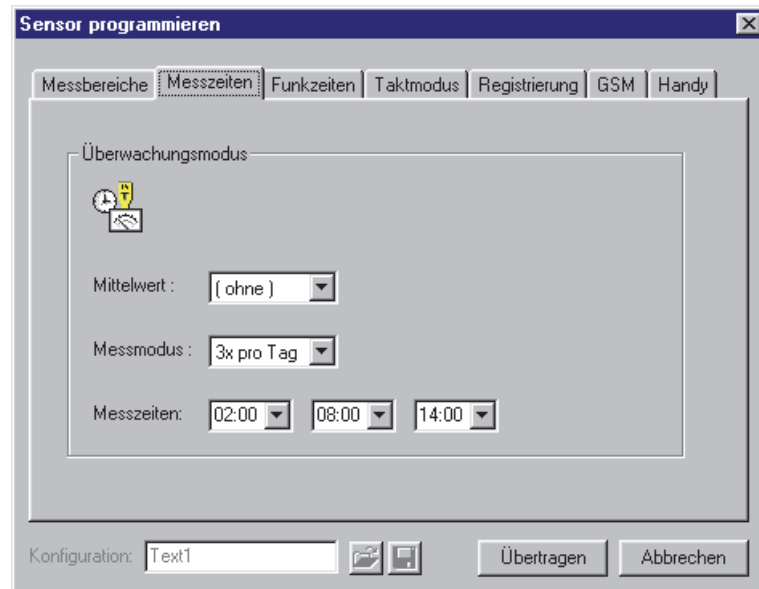 Sensor programmieren
Messbereiche Messzeiten Funkzeiten Taktmodus Registrierung GSM Handy
Überwachungsmodus
Mittelwert : ( ohne )
Messmodus : 3x pro Tag
Messzeiten: 02:00 08:00 14:00
Konfiguration: Text1 Übertragen Abbrechen